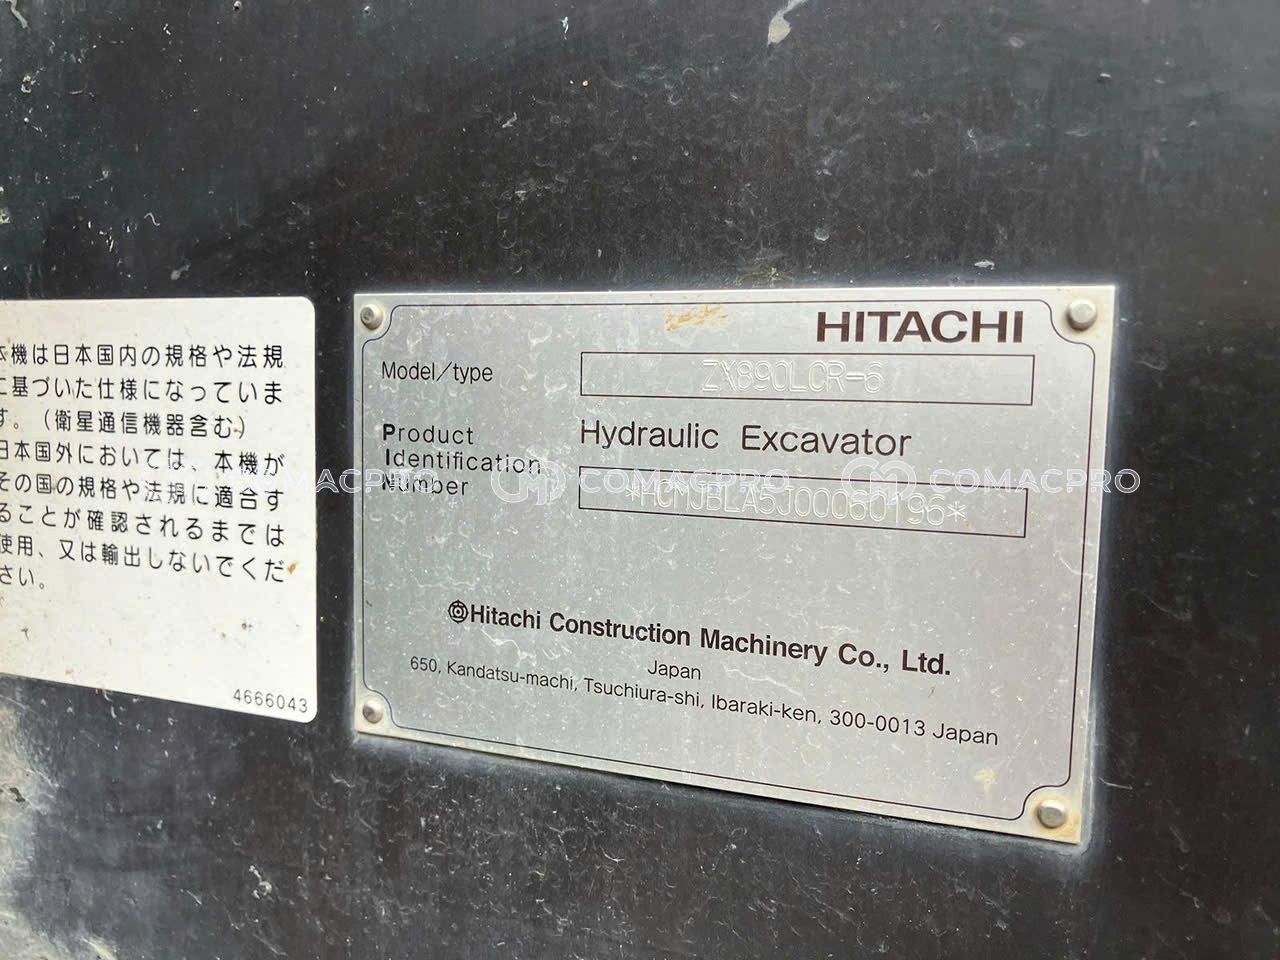 本機は日本国内の規格や法規
に基づいた仕様になっていま
す。（衛星通信機器含む）
日本国外においては、本機が
その国の規格や法規に適合す
ることが確認されるまでは
使用、又は輸出しないでくだ
さい。
4666043
HITACHI
Model/type
ZX890LCR-6
Product
Identification
Number
Hydraulic Excavator
*HCMJBLA5J00060196*
Hitachi Construction Machinery Co., Ltd.
Japan
650, Kandatsu-machi, Tsuchiura-shi, Ibaraki-ken, 300-0013 Japan
COMACPRO COMACPRO COMACPRO